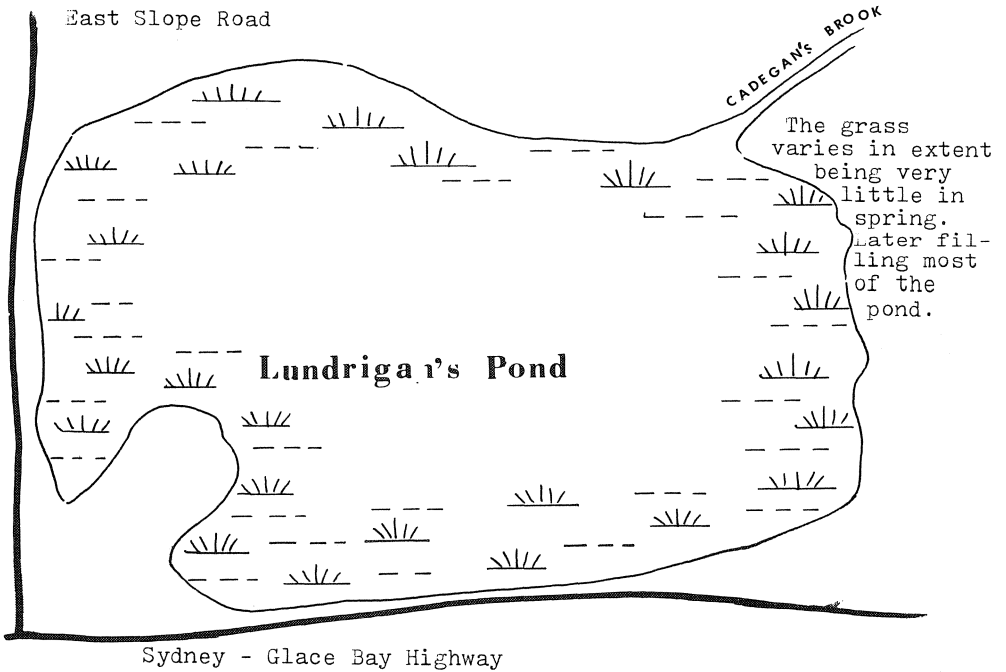 East Slope Road
CADEGAN'S BROOK
The grass
varies in extent
being very
little in
spring.
Later fil-
ling most
of the
pond.
Lundrigan's Pond
Sydney - Glace Bay Highway